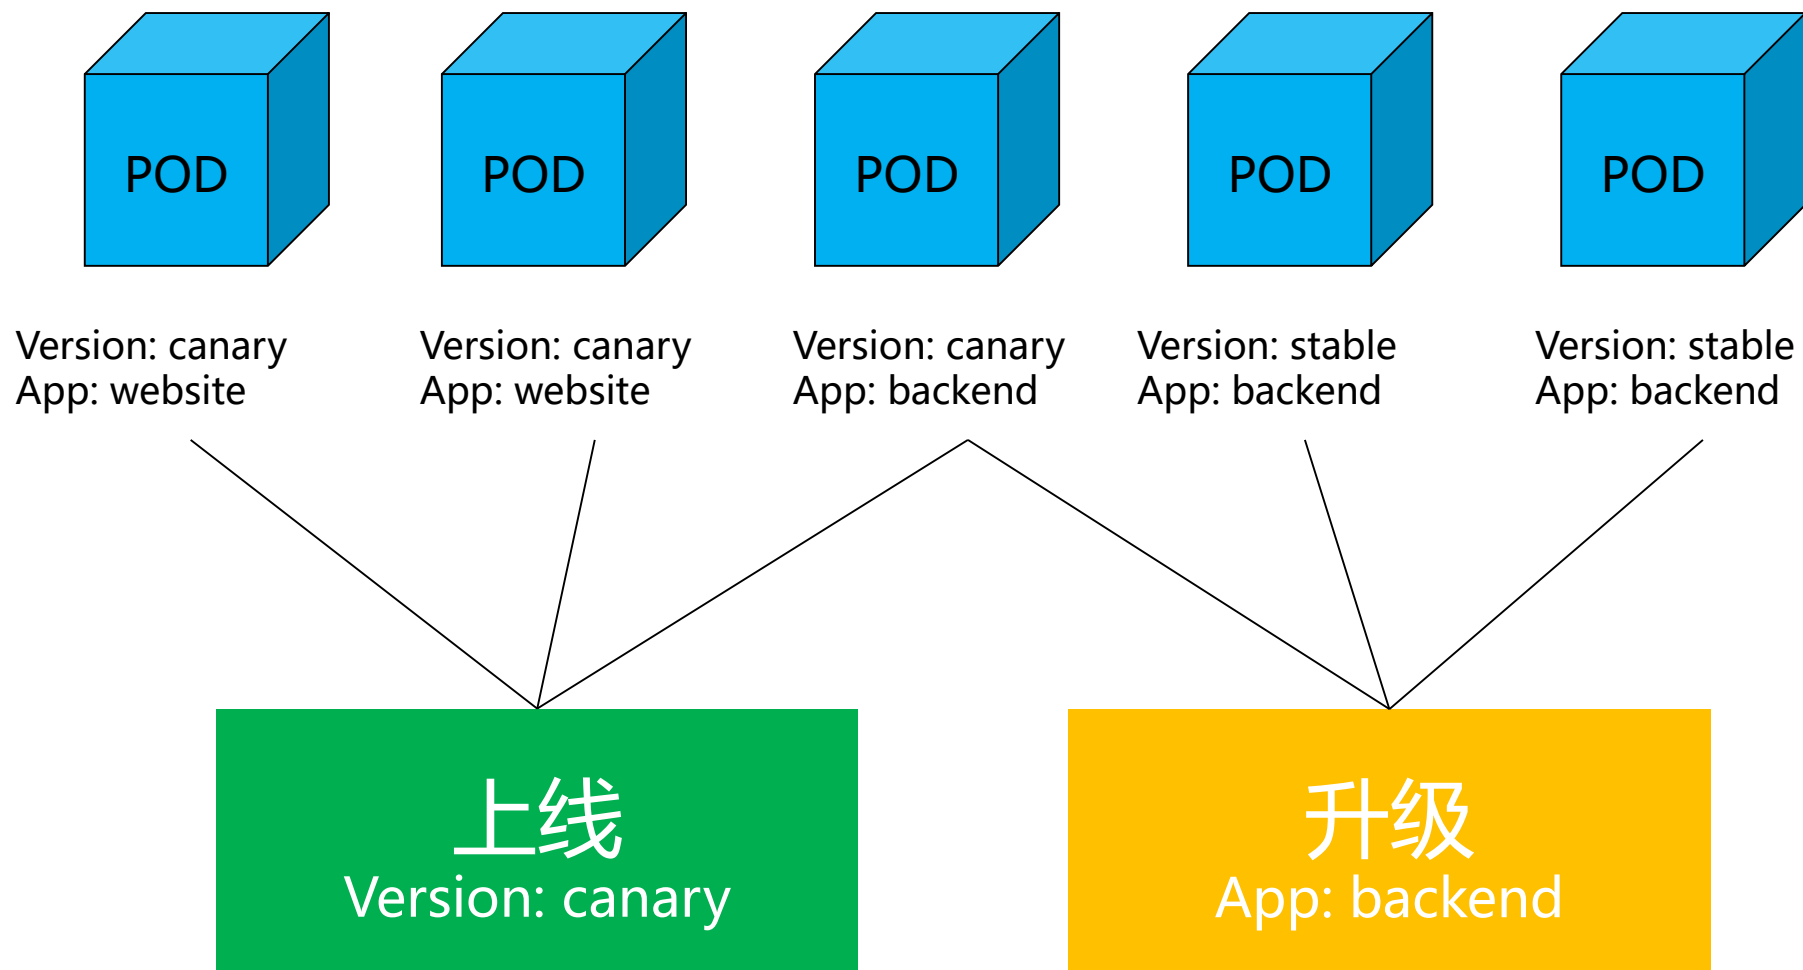 POD
POD
POD
POD
POD
Version: canary
App: website
Version: canary
App: website
Version: canary
App: backend
Version: stable
App: backend
Version: stable
App: backend
上线
Version: canary
升级
App: backend